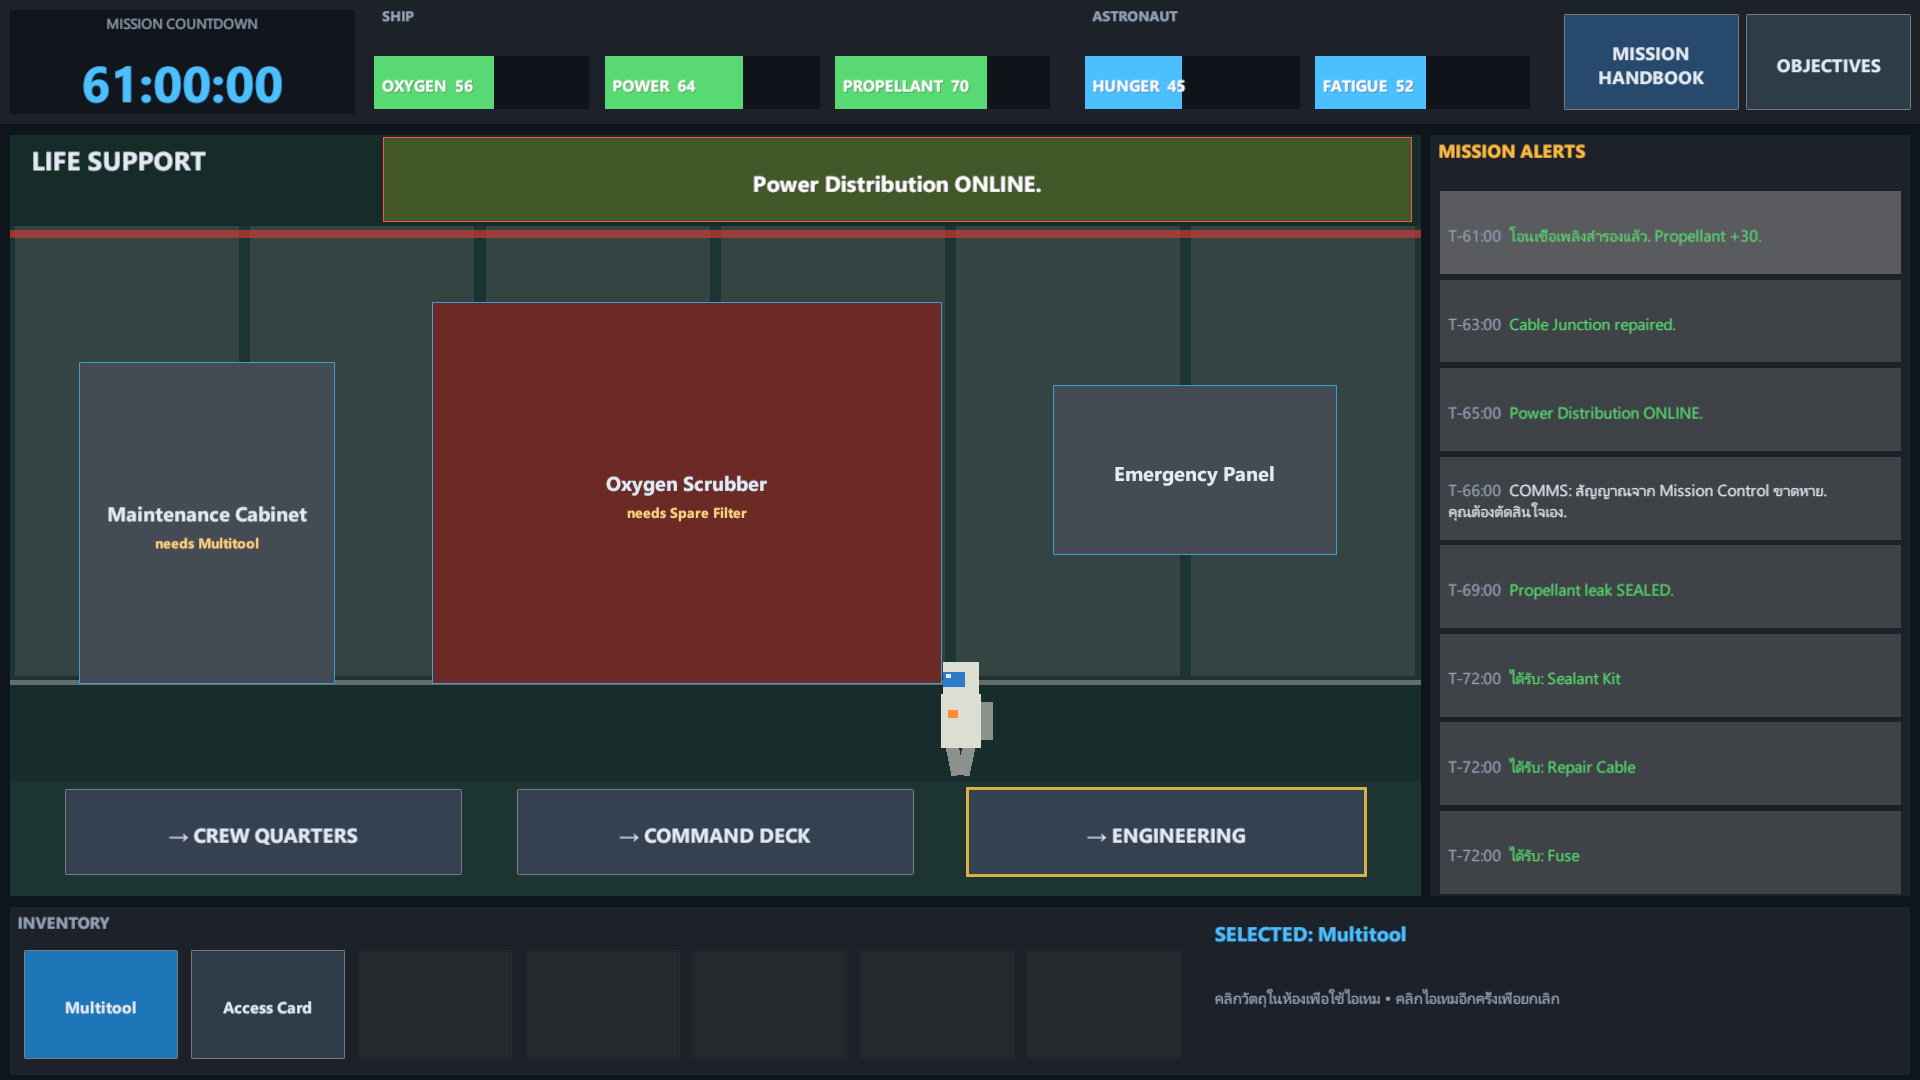 MISSION COUNTDOWN
61:00:00
SHIP
OXYGEN 56
POWER 64
PROPELLANT 70
ASTRONAUT
HUNGER 45
FATIGUE 52
MISSION
HANDBOOK
OBJECTIVES
LIFE SUPPORT
Power Distribution ONLINE.
Maintenance Cabinet
needs Multitool
Oxygen Scrubber
needs Spare Filter
Emergency Panel
→ CREW QUARTERS
→ COMMAND DECK
→ ENGINEERING
MISSION ALERTS
T-61:00 โอนเชื้อเพลิงสำรองแล้ว. Propellant +30.
T-63:00 Cable Junction repaired.
T-65:00 Power Distribution ONLINE.
T-66:00 COMMS: สัญญาณจาก Mission Control ขาดหาย.
คุณต้องตัดสินใจเอง.
T-69:00 Propellant leak SEALED.
T-72:00 ได้รับ: Sealant Kit
T-72:00 ได้รับ: Repair Cable
T-72:00 ได้รับ: Fuse
INVENTORY
Multitool
Access Card
SELECTED: Multitool
คลิกวัตถุในห้องเพื่อใช้ไอเทม • คลิกไอเทมอีกครั้งเพื่อยกเลิก